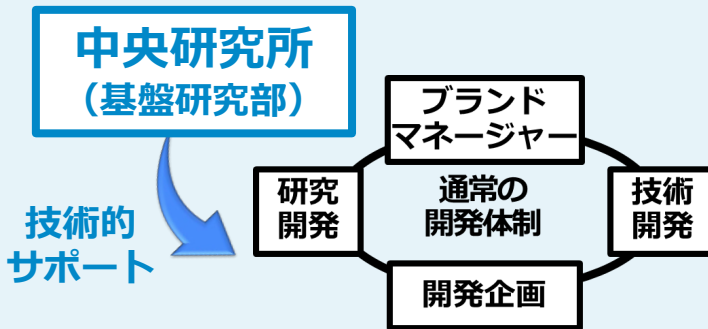 中央研究所
（基盤研究部）
ブランド
マネージャー
研究
開発
通常の
開発体制
技術
開発
技術的
サポート
開発企画